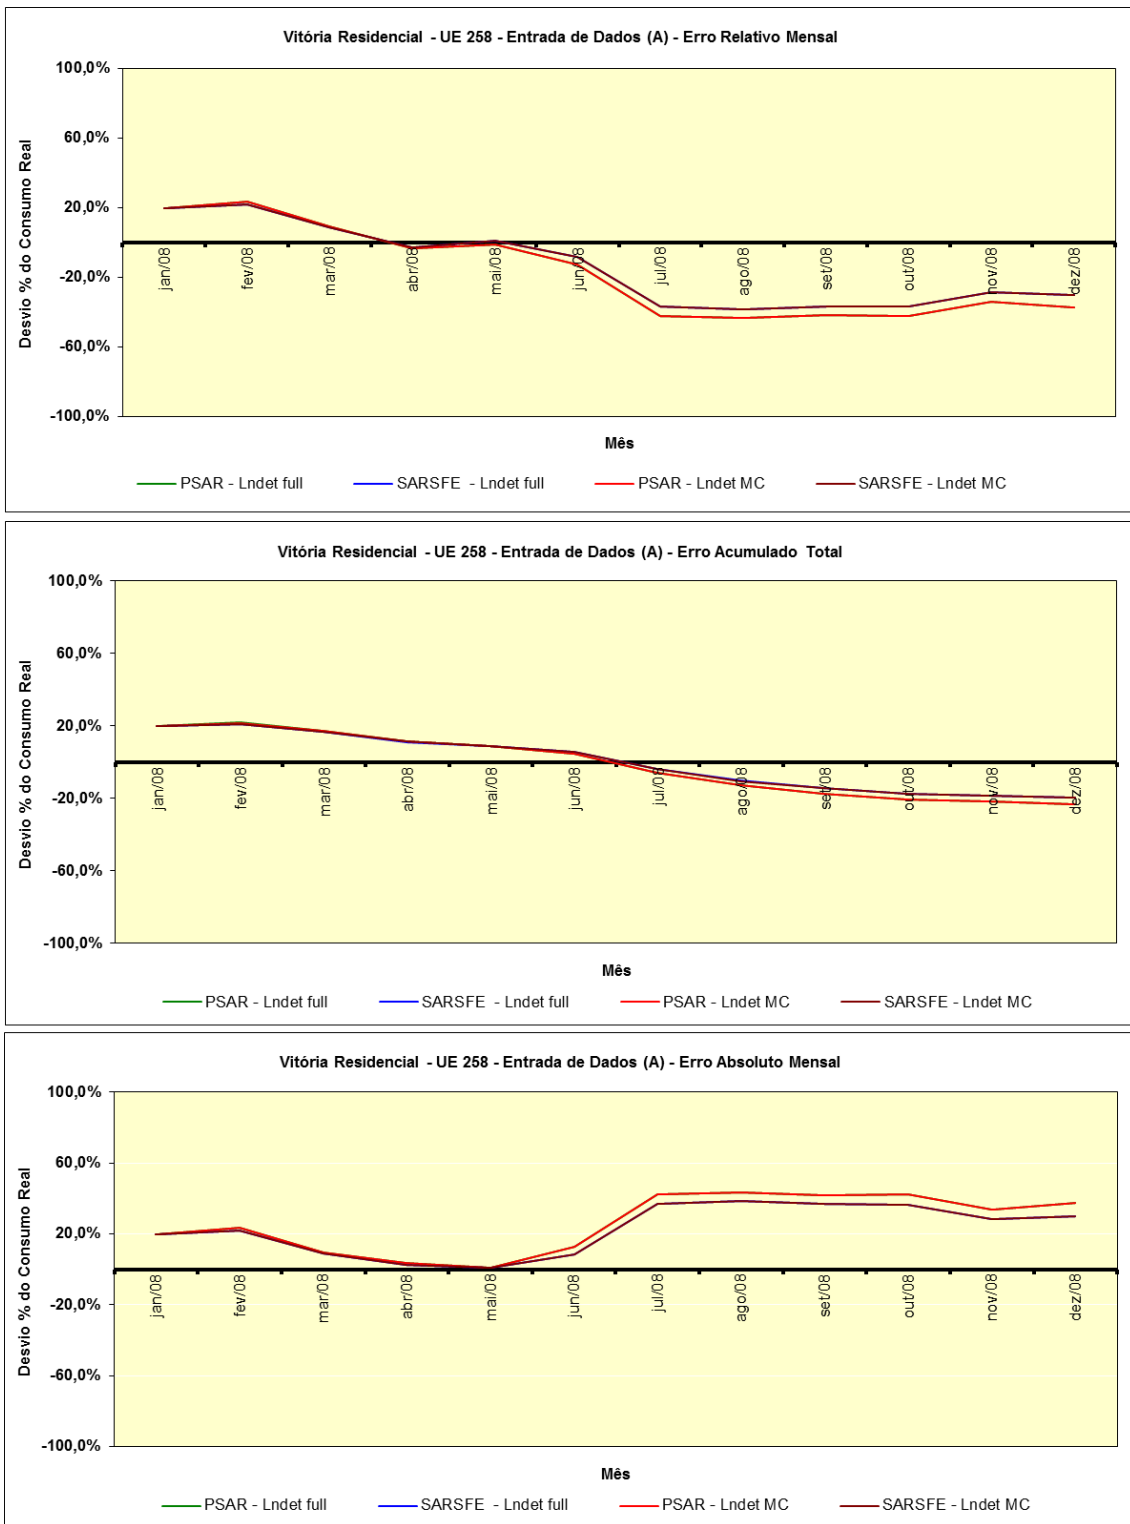 Vitória Residencial - UE 258 - Entrada de Dados (A) - Erro Relativo Mensal
Desvio % do Consumo Real
100,0%
60,0%
20,0%
-20,0%
-60,0%
-100,0%
jan/08
fev/08
mar/08
abr/08
mai/08
jun/08
jul/08
ago/08
set/08
out/08
nov/08
dez/08
Mês
PSAR - Lndet full
SARSFE - Lndet full
PSAR - Lndet MC
SARSFE - Lndet MC
Vitória Residencial - UE 258 - Entrada de Dados (A) - Erro Acumulado Total
Desvio % do Consumo Real
100,0%
60,0%
20,0%
-20,0%
-60,0%
-100,0%
jan/08
fev/08
mar/08
abr/08
mai/08
jun/08
jul/08
ago/08
set/08
out/08
nov/08
dez/08
Mês
PSAR - Lndet full
SARSFE - Lndet full
PSAR - Lndet MC
SARSFE - Lndet MC
Vitória Residencial - UE 258 - Entrada de Dados (A) - Erro Absoluto Mensal
Desvio % do Consumo Real
100,0%
60,0%
20,0%
-20,0%
-60,0%
-100,0%
jan/08
fev/08
mar/08
abr/08
mai/08
jun/08
jul/08
ago/08
set/08
out/08
nov/08
dez/08
Mês
PSAR - Lndet full
SARSFE - Lndet full
PSAR - Lndet MC
SARSFE - Lndet MC